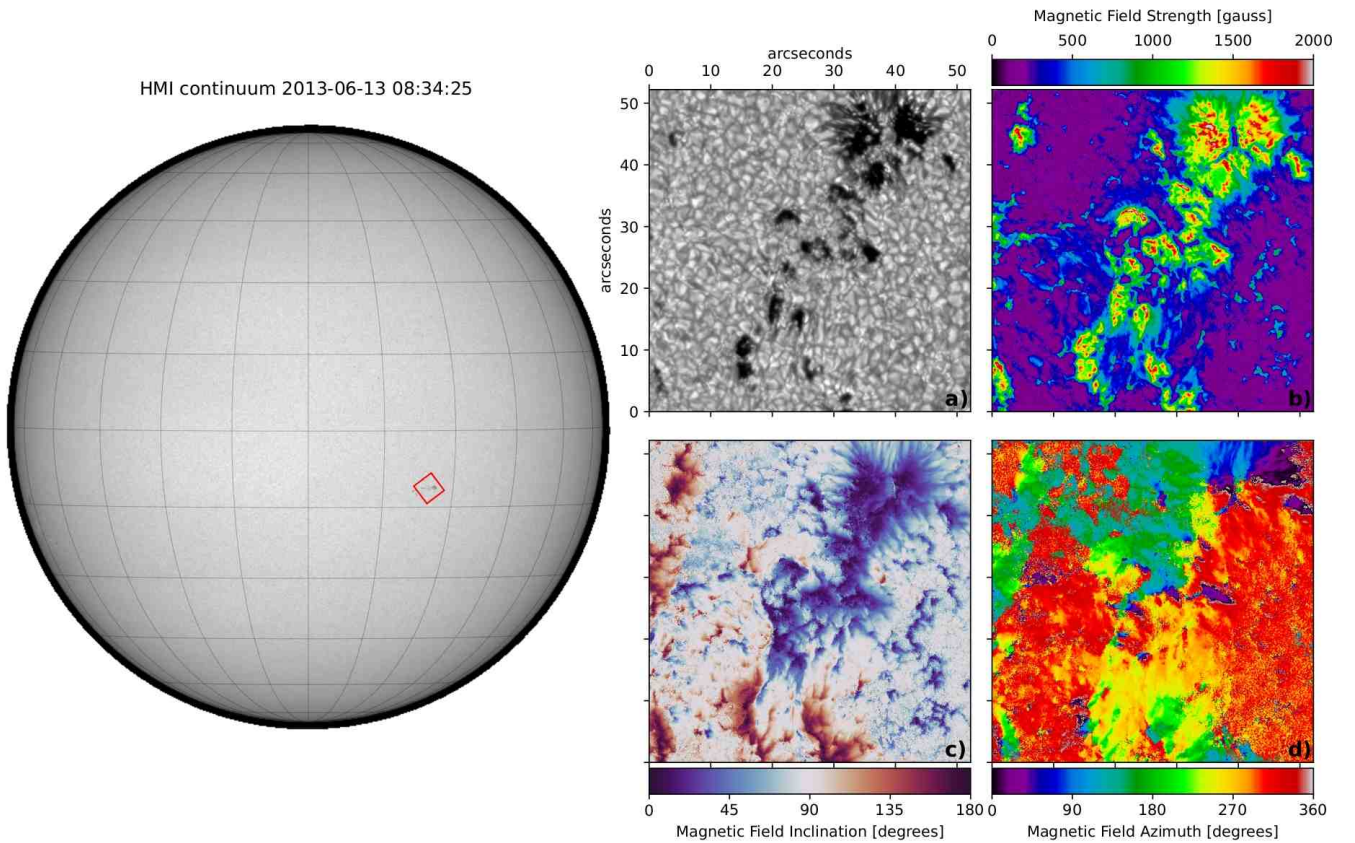 HMI continuum 2013-06-13 08:34:25
arcseconds
0 10 20 30 40 50
Magnetic Field Strength [gauss]
0 500 1000 1500 2000
arcseconds
50
40
30
20
10
0
a)
b)
c)
d)
0 45 90 135 180
Magnetic Field Inclination [degrees]
0 90 180 270 360
Magnetic Field Azimuth [degrees]